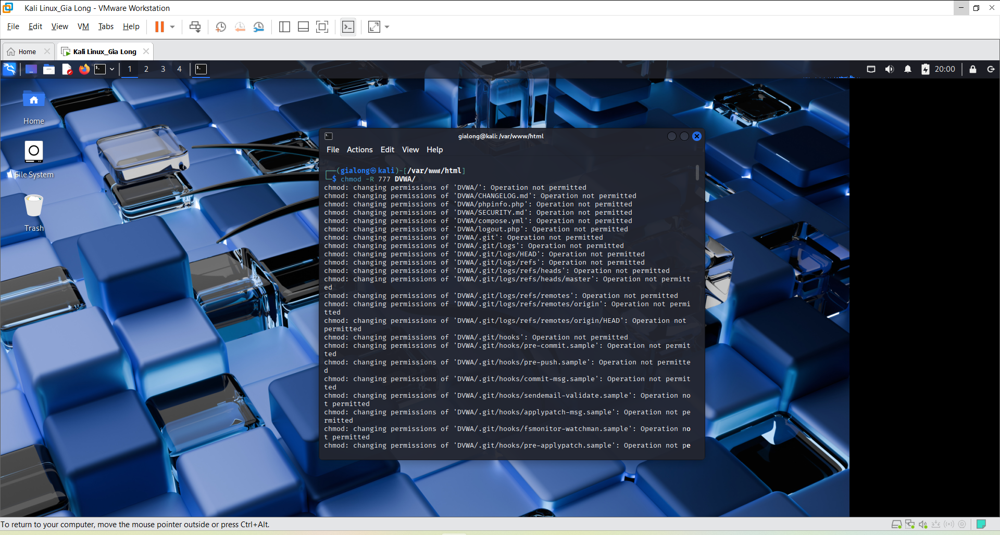 Kali Linux_Gia Long - VMware Workstation
File Edit View VM Tabs Help
Home
Kali Linux_Gia Long
1 2 3 4
20:00
Home
File System
Trash
gialong@kali: /var/www/html
File Actions Edit View Help
┌──(gialong㉿kali)-[/var/www/html]
└─$ chmod -R 777 DVWA/
chmod: changing permissions of 'DVWA/': Operation not permitted
chmod: changing permissions of 'DVWA/CHANGELOG.md': Operation not permitted
chmod: changing permissions of 'DVWA/phpinfo.php': Operation not permitted
chmod: changing permissions of 'DVWA/SECURITY.md': Operation not permitted
chmod: changing permissions of 'DVWA/compose.yml': Operation not permitted
chmod: changing permissions of 'DVWA/logout.php': Operation not permitted
chmod: changing permissions of 'DVWA/.git': Operation not permitted
chmod: changing permissions of 'DVWA/.git/logs': Operation not permitted
chmod: changing permissions of 'DVWA/.git/logs/HEAD': Operation not permitted
chmod: changing permissions of 'DVWA/.git/logs/refs': Operation not permitted
chmod: changing permissions of 'DVWA/.git/logs/refs/heads': Operation not permitted
chmod: changing permissions of 'DVWA/.git/logs/refs/heads/master': Operation not permitt
ed
chmod: changing permissions of 'DVWA/.git/logs/refs/remotes': Operation not permitted
chmod: changing permissions of 'DVWA/.git/logs/refs/remotes/origin': Operation not permi
tted
chmod: changing permissions of 'DVWA/.git/logs/refs/remotes/origin/HEAD': Operation not
permitted
chmod: changing permissions of 'DVWA/.git/hooks': Operation not permitted
chmod: changing permissions of 'DVWA/.git/hooks/pre-commit.sample': Operation not permit
ted
chmod: changing permissions of 'DVWA/.git/hooks/pre-push.sample': Operation not permitte
d
chmod: changing permissions of 'DVWA/.git/hooks/commit-msg.sample': Operation not permit
ted
chmod: changing permissions of 'DVWA/.git/hooks/sendemail-validate.sample': Operation no
t permitted
chmod: changing permissions of 'DVWA/.git/hooks/applypatch-msg.sample': Operation not pe
rmitted
chmod: changing permissions of 'DVWA/.git/hooks/fsmonitor-watchman.sample': Operation no
t permitted
chmod: changing permissions of 'DVWA/.git/hooks/pre-applypatch.sample': Operation not pe
To return to your computer, move the mouse pointer outside or press Ctrl+Alt.